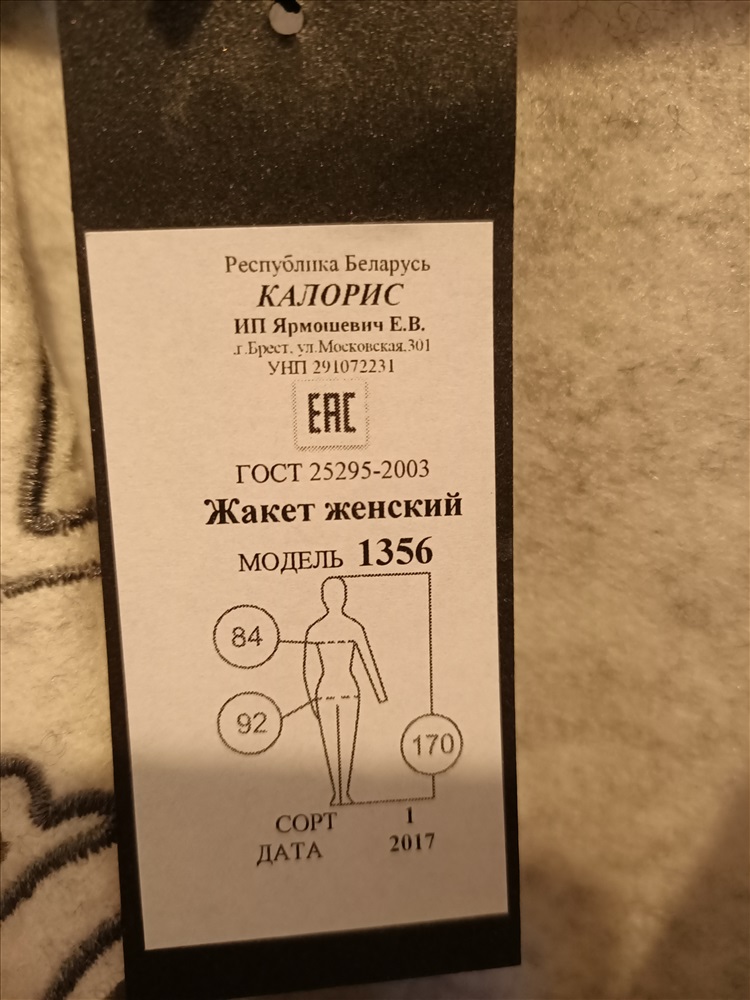 Республика Беларусь
КАЛОРИС
ИП Ярмошевич Е.В.
.г.Брест. ул.Московская.301
УНП 291072231
ЕАС
ГОСТ 25295-2003
Жакет женский
МОДЕЛЬ 1356
84
92
170
СОРТ 1
ДАТА 2017